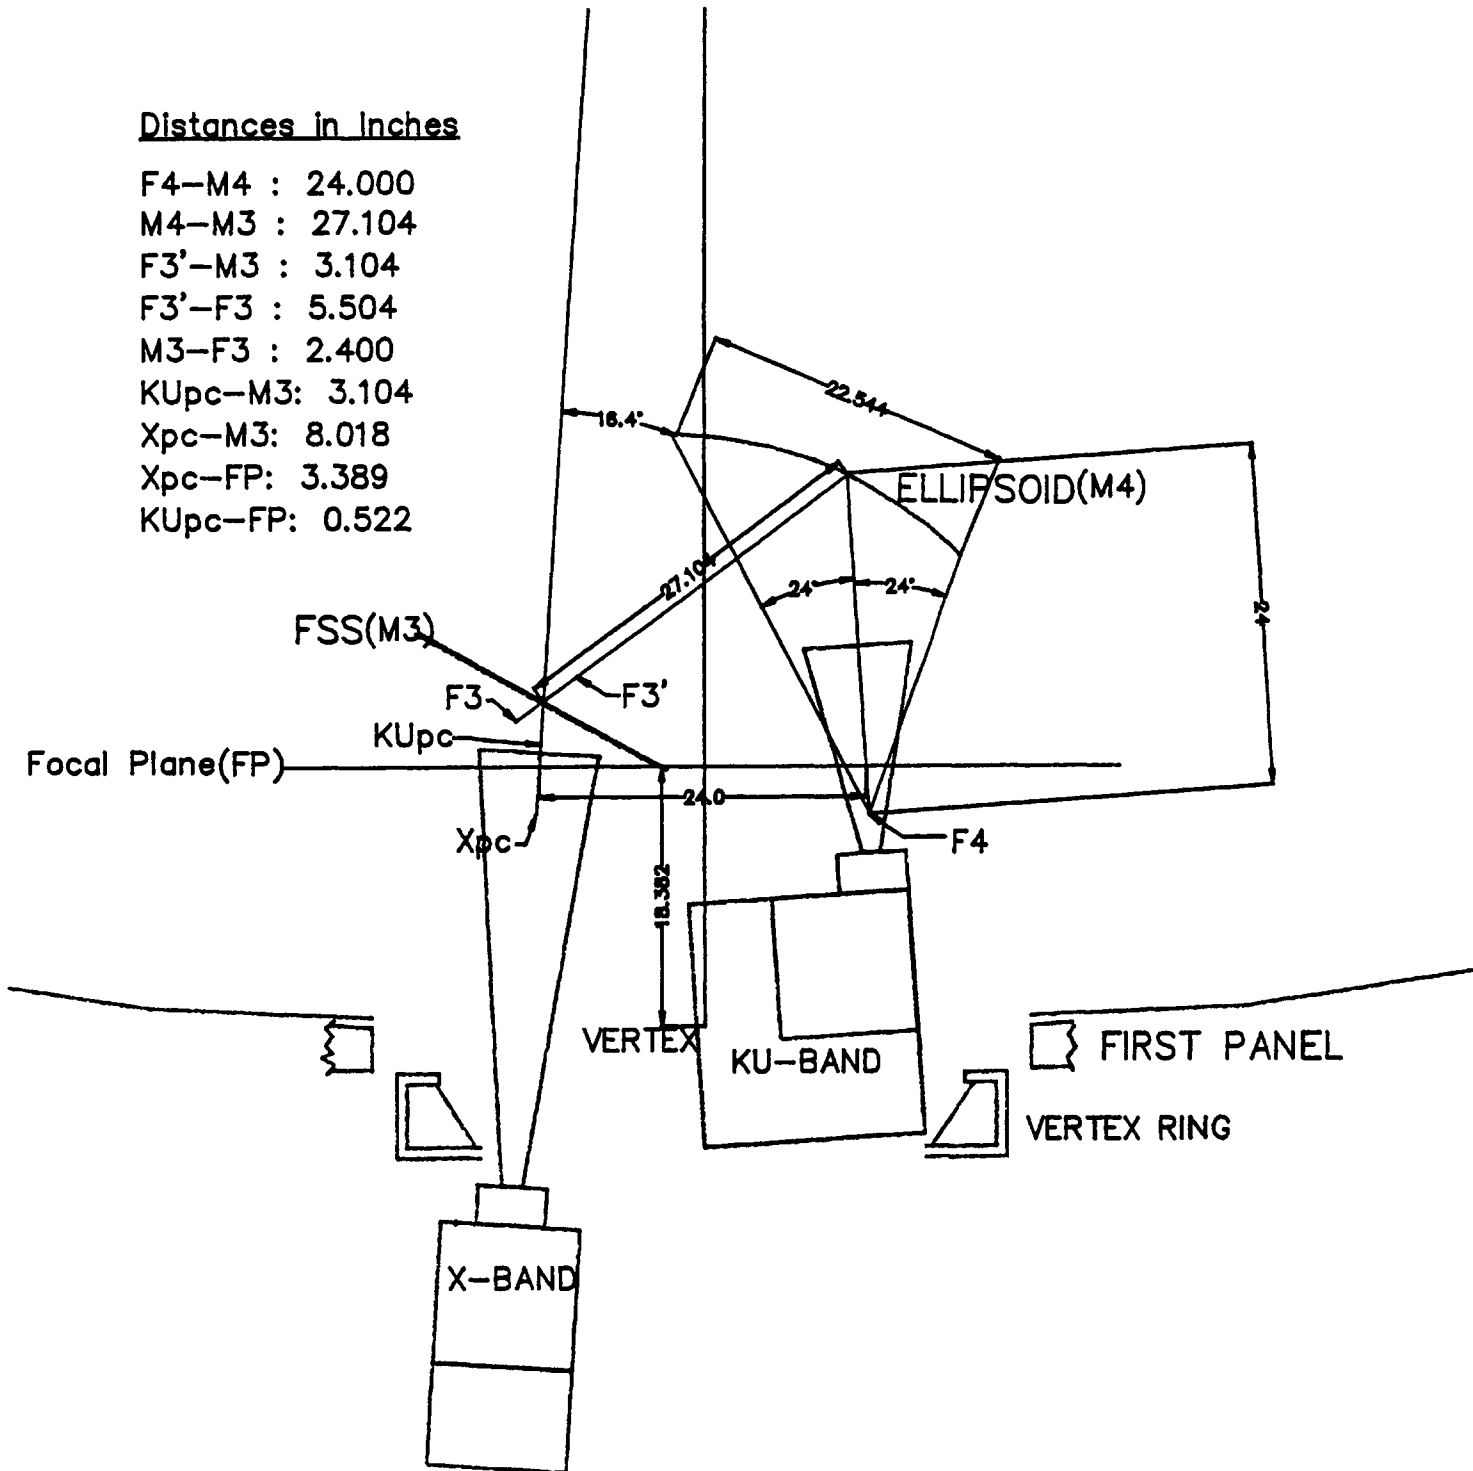 Distances in Inches
F4-M4 : 24.000
M4-M3 : 27.104
F3'-M3 : 3.104
F3'-F3 : 5.504
M3-F3 : 2.400
KUpc-M3: 3.104
Xpc-M3: 8.018
Xpc-FP: 3.389
KUpc-FP: 0.522
22.544
16.4°
ELLIPSOID(M4)
27.104
24°
24°
24
FSS(M3)
F3
F3'
KUpc
Focal Plane(FP)
24.0
Xpc
F4
18.382
VERTEX
KU-BAND
FIRST PANEL
VERTEX RING
X-BAND